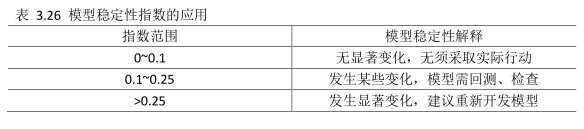 表 3.26 模型稳定性指数的应用
指数范围 模型稳定性解释
0~0.1 无显著变化，无须采取实际行动
0.1~0.25 发生某些变化，模型需回测、检查
>0.25 发生显著变化，建议重新开发模型